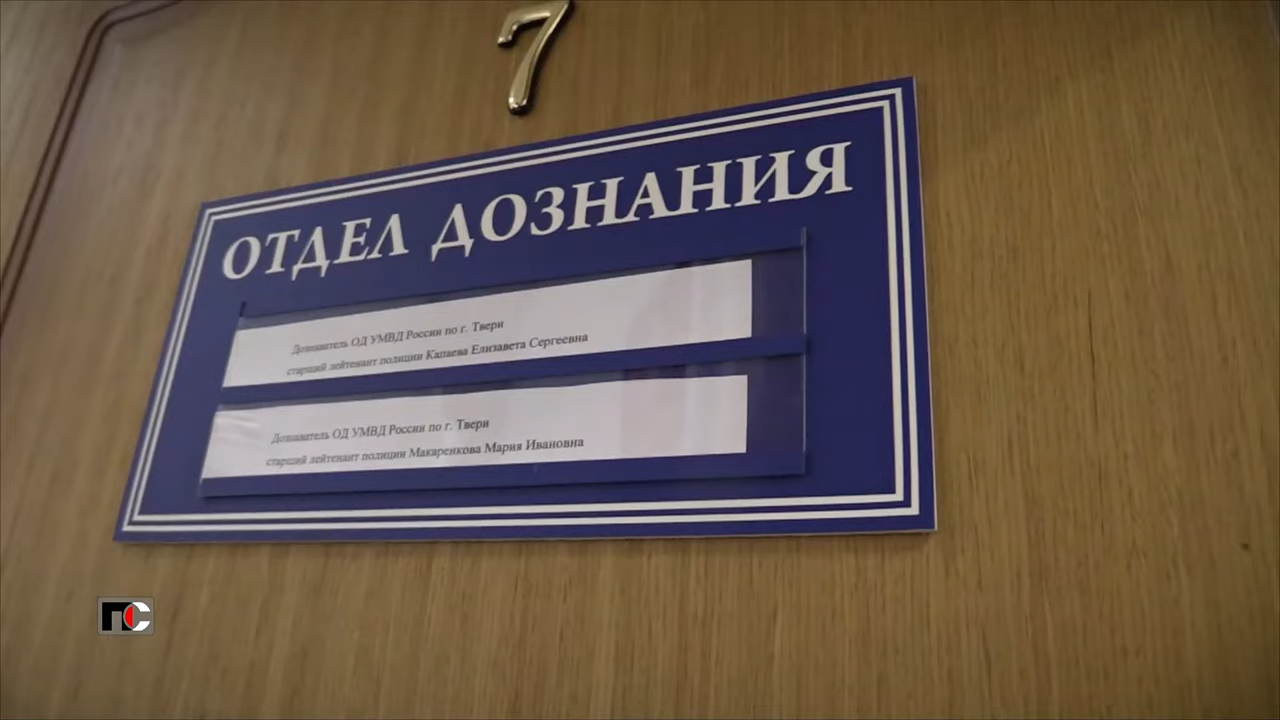 7
ОТДЕЛ ДОЗНАНИЯ
Дознаватель ОД УМВД России по г. Твери
старший лейтенант полиции Капаева Елизавета Сергеевна
Дознаватель ОД УМВД России по г. Твери
старший лейтенант полиции Макаренкова Мария Ивановна
ПС